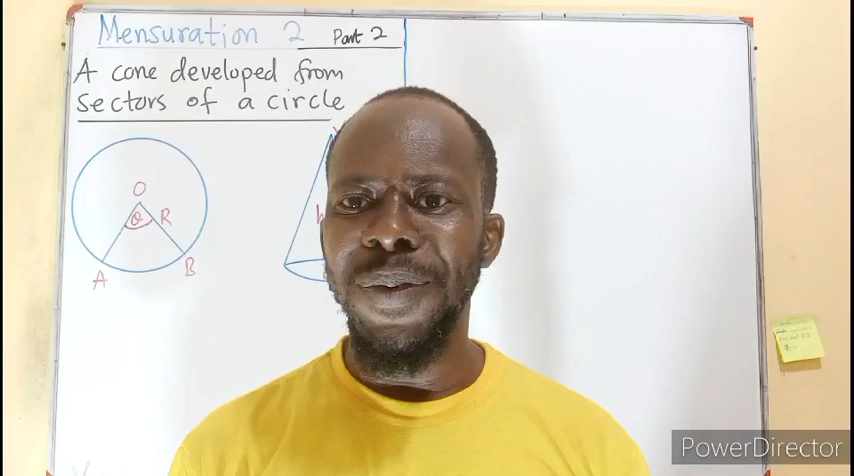 Mensuration 2 Part 2
A cone developed from
sectors of a circle
O
θ R
h
A B
PowerDirector